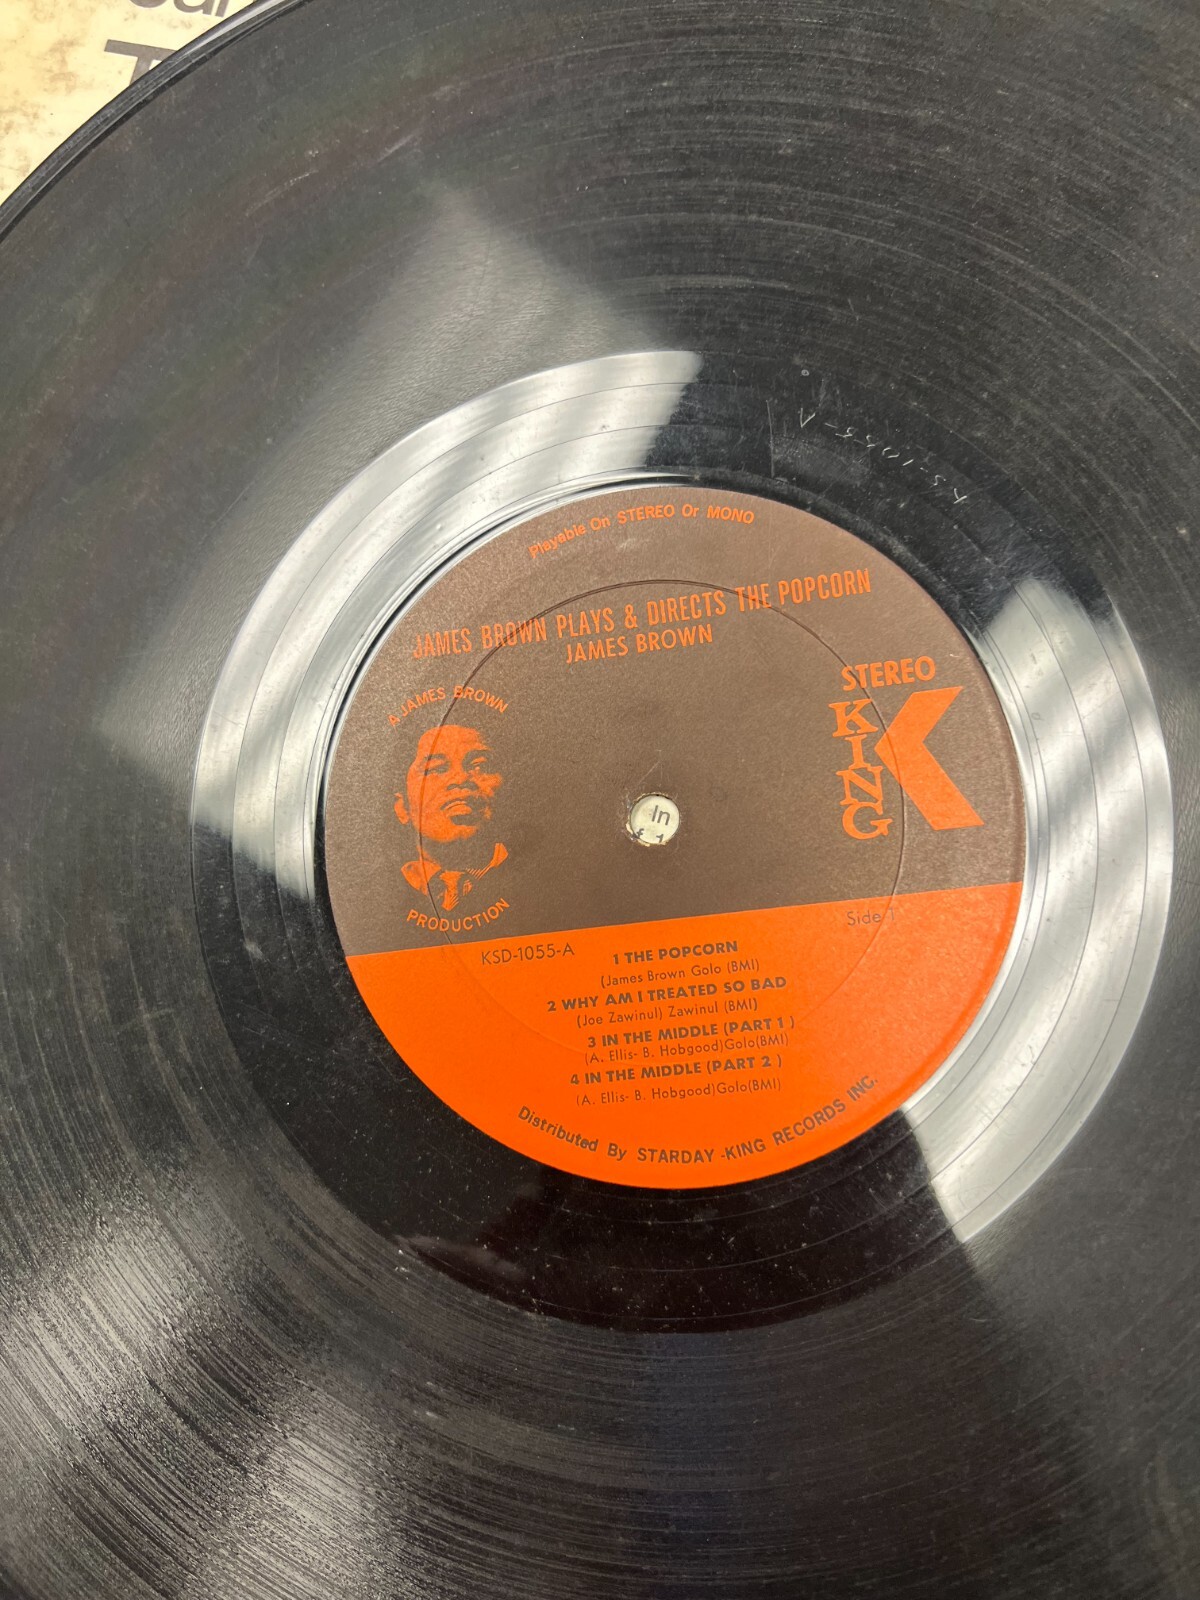 Playable On STEREO Or MONO
JAMES BROWN PLAYS & DIRECTS THE POPCORN
JAMES BROWN
STEREO
KING
A JAMES BROWN
PRODUCTION
In
Side 1
KSD-1055-A
1 THE POPCORN
(James Brown Golo (BMI)
2 WHY AM I TREATED SO BAD
(Joe Zawinul) Zawinul (BMI)
3 IN THE MIDDLE (PART 1 )
(A. Ellis- B. Hobgood)Golo(BMI)
4 IN THE MIDDLE (PART 2 )
(A. Ellis- B. Hobgood)Golo(BMI)
Distributed By STARDAY-KING RECORDS INC.
KS-1055-A